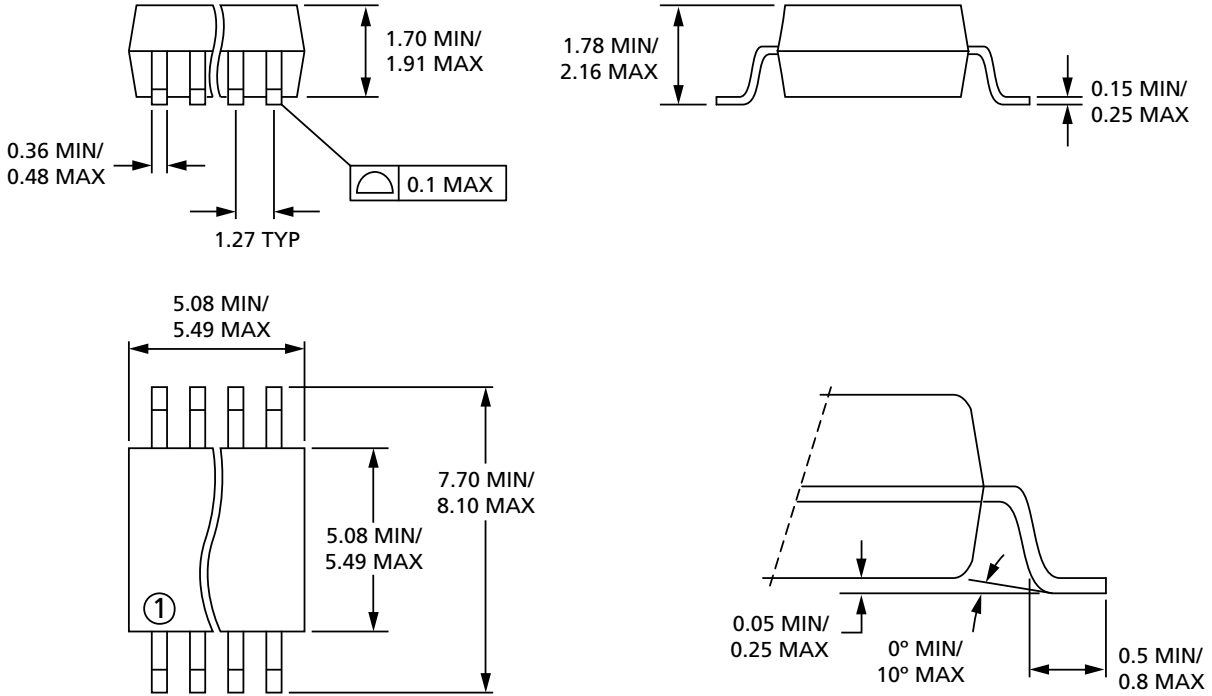 1.70 MIN/
1.91 MAX
0.36 MIN/
0.48 MAX
0.1 MAX
1.27 TYP
1.78 MIN/
2.16 MAX
0.15 MIN/
0.25 MAX
5.08 MIN/
5.49 MAX
7.70 MIN/
8.10 MAX
5.08 MIN/
5.49 MAX
1
0.05 MIN/
0.25 MAX
0º MIN/
10º MAX
0.5 MIN/
0.8 MAX